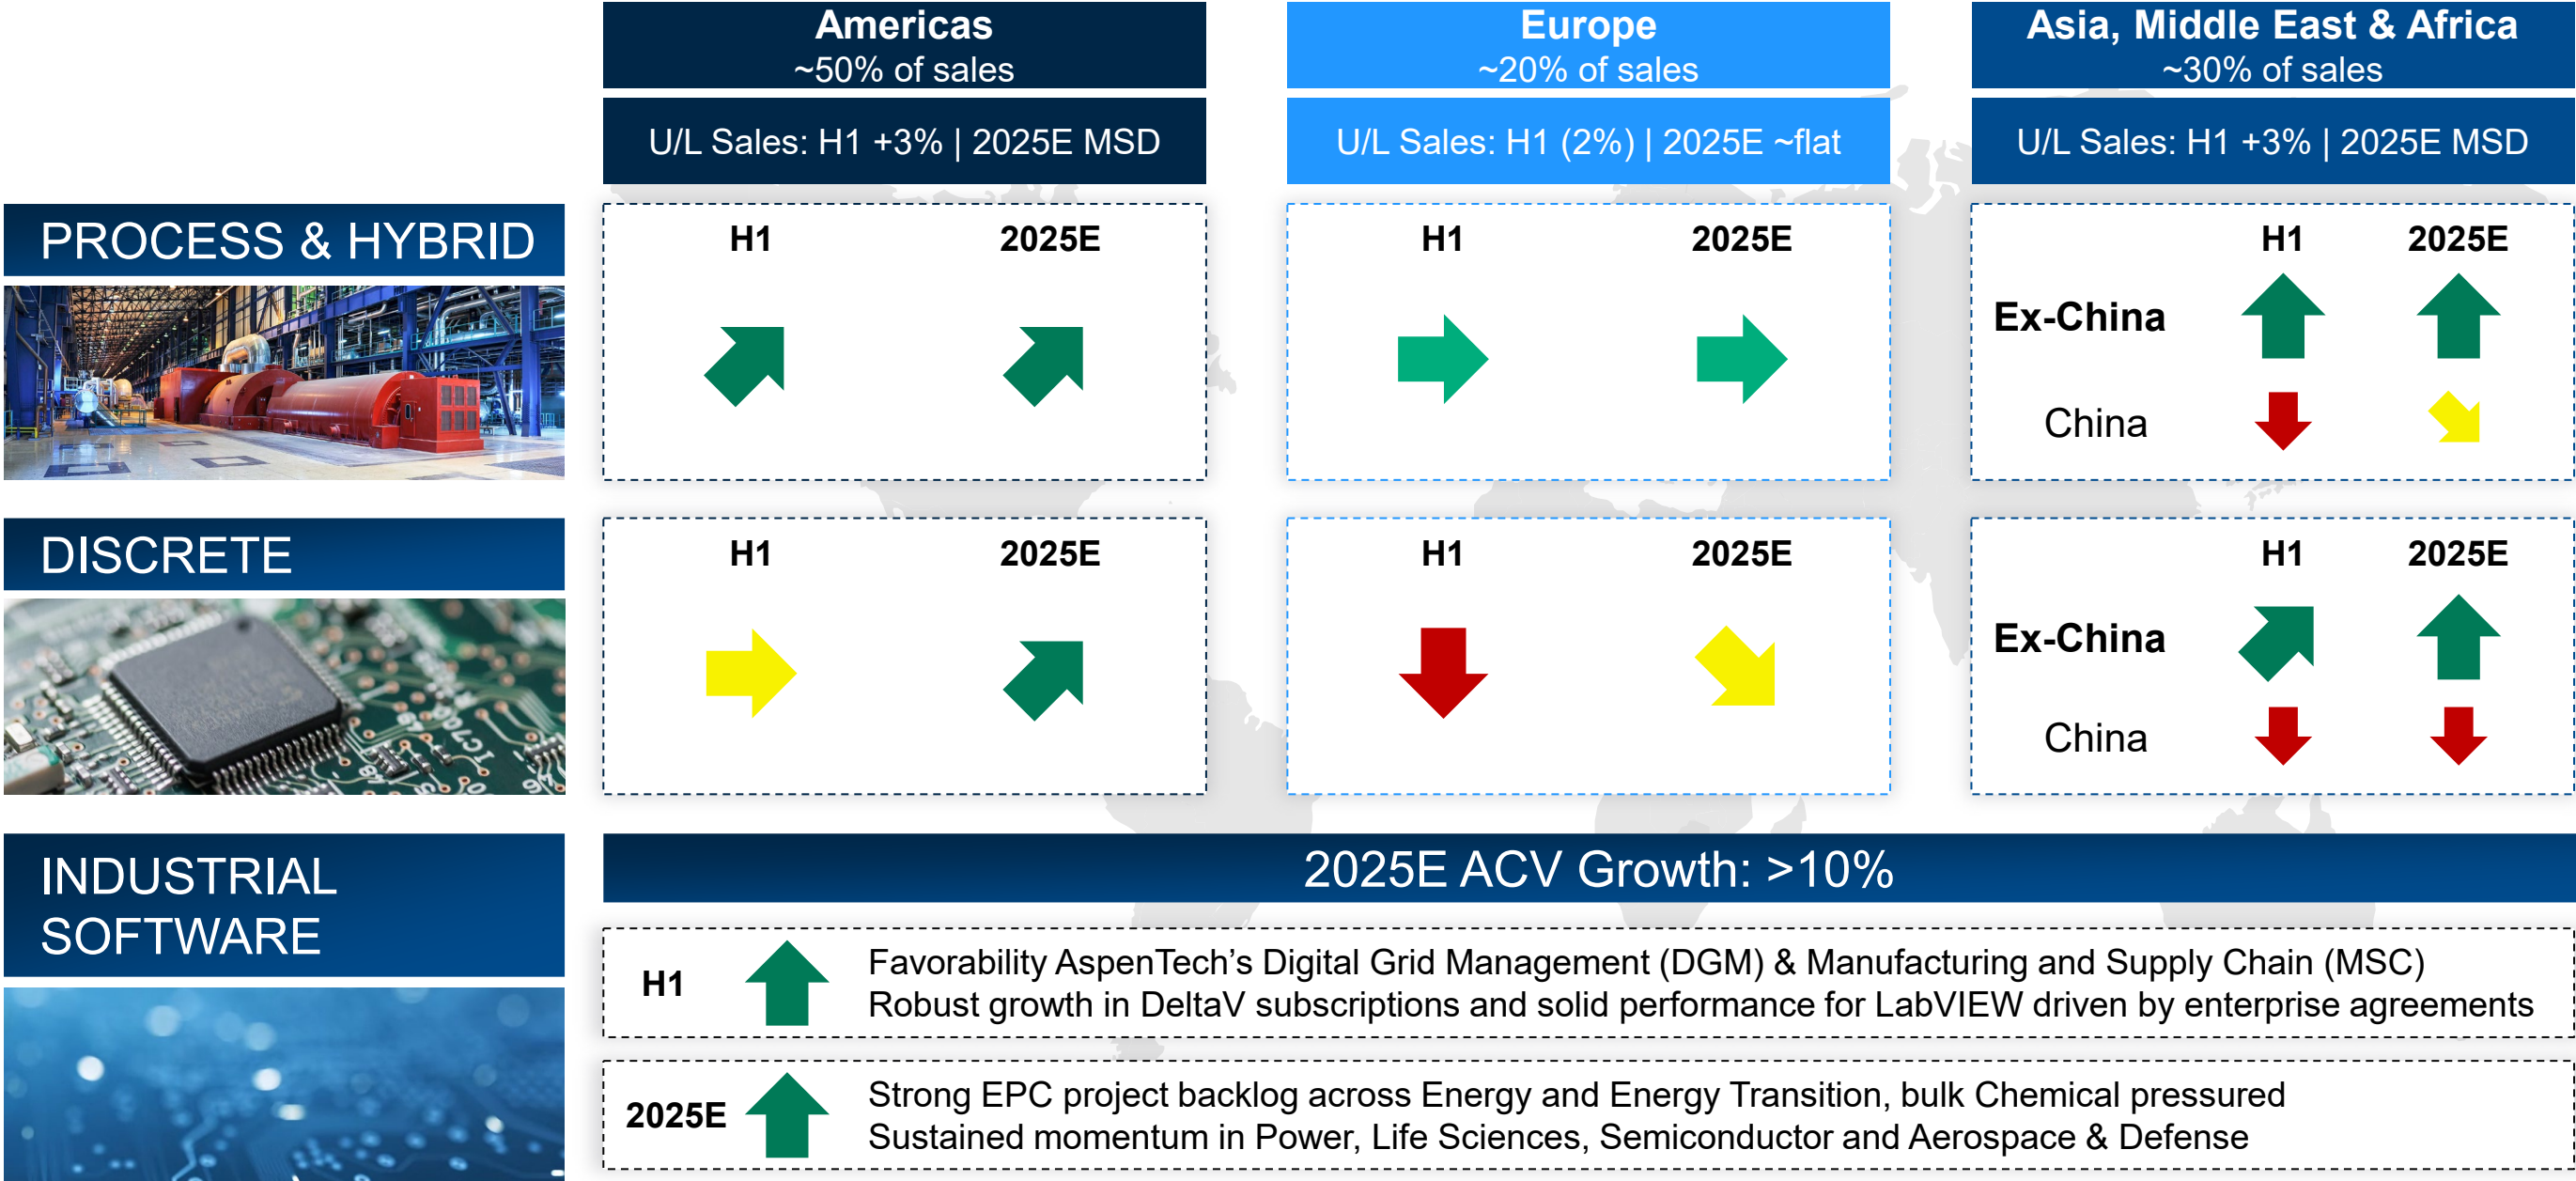 Americas
~50% of sales
U/L Sales: H1 +3% | 2025E MSD
Europe
~20% of sales
U/L Sales: H1 (2%) | 2025E ~flat
Asia, Middle East & Africa
~30% of sales
U/L Sales: H1 +3% | 2025E MSD
PROCESS & HYBRID
H1 2025E
H1 2025E
H1 2025E
Ex-China
China
DISCRETE
H1 2025E
H1 2025E
H1 2025E
Ex-China
China
INDUSTRIAL
SOFTWARE
2025E ACV Growth: >10%
H1
Favorability AspenTech’s Digital Grid Management (DGM) & Manufacturing and Supply Chain (MSC)
Robust growth in DeltaV subscriptions and solid performance for LabVIEW driven by enterprise agreements
2025E
Strong EPC project backlog across Energy and Energy Transition, bulk Chemical pressured
Sustained momentum in Power, Life Sciences, Semiconductor and Aerospace & Defense